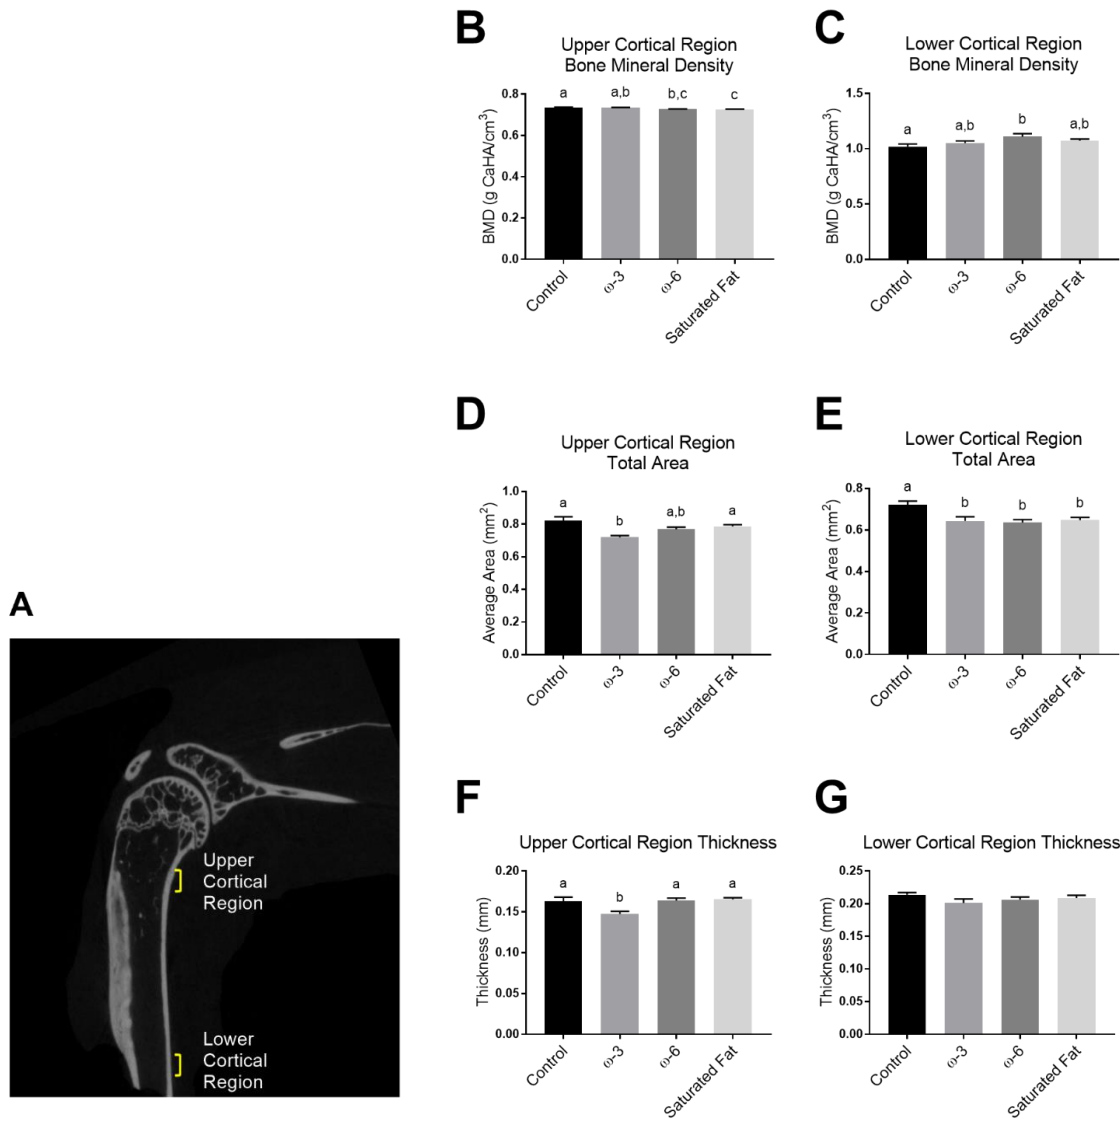 A
Upper
Cortical
Region
Lower
Cortical
Region
B
Upper Cortical Region
Bone Mineral Density
BMD (g CaHA/cm³)
0.8
0.6
0.4
0.2
0.0
a
a,b
b,c
c
Control
ω-3
ω-6
Saturated Fat
C
Lower Cortical Region
Bone Mineral Density
BMD (g CaHA/cm³)
1.5
1.0
0.5
0.0
a
a,b
b
a,b
Control
ω-3
ω-6
Saturated Fat
D
Upper Cortical Region
Total Area
Average Area (mm²)
1.0
0.8
0.6
0.4
0.2
0.0
a
b
a,b
a
Control
ω-3
ω-6
Saturated Fat
E
Lower Cortical Region
Total Area
Average Area (mm²)
0.8
0.6
0.4
0.2
0.0
a
b
b
b
Control
ω-3
ω-6
Saturated Fat
F
Upper Cortical Region Thickness
Thickness (mm)
0.20
0.15
0.10
0.05
0.00
a
b
a
a
Control
ω-3
ω-6
Saturated Fat
G
Lower Cortical Region Thickness
Thickness (mm)
0.25
0.20
0.15
0.10
0.05
0.00
Control
ω-3
ω-6
Saturated Fat